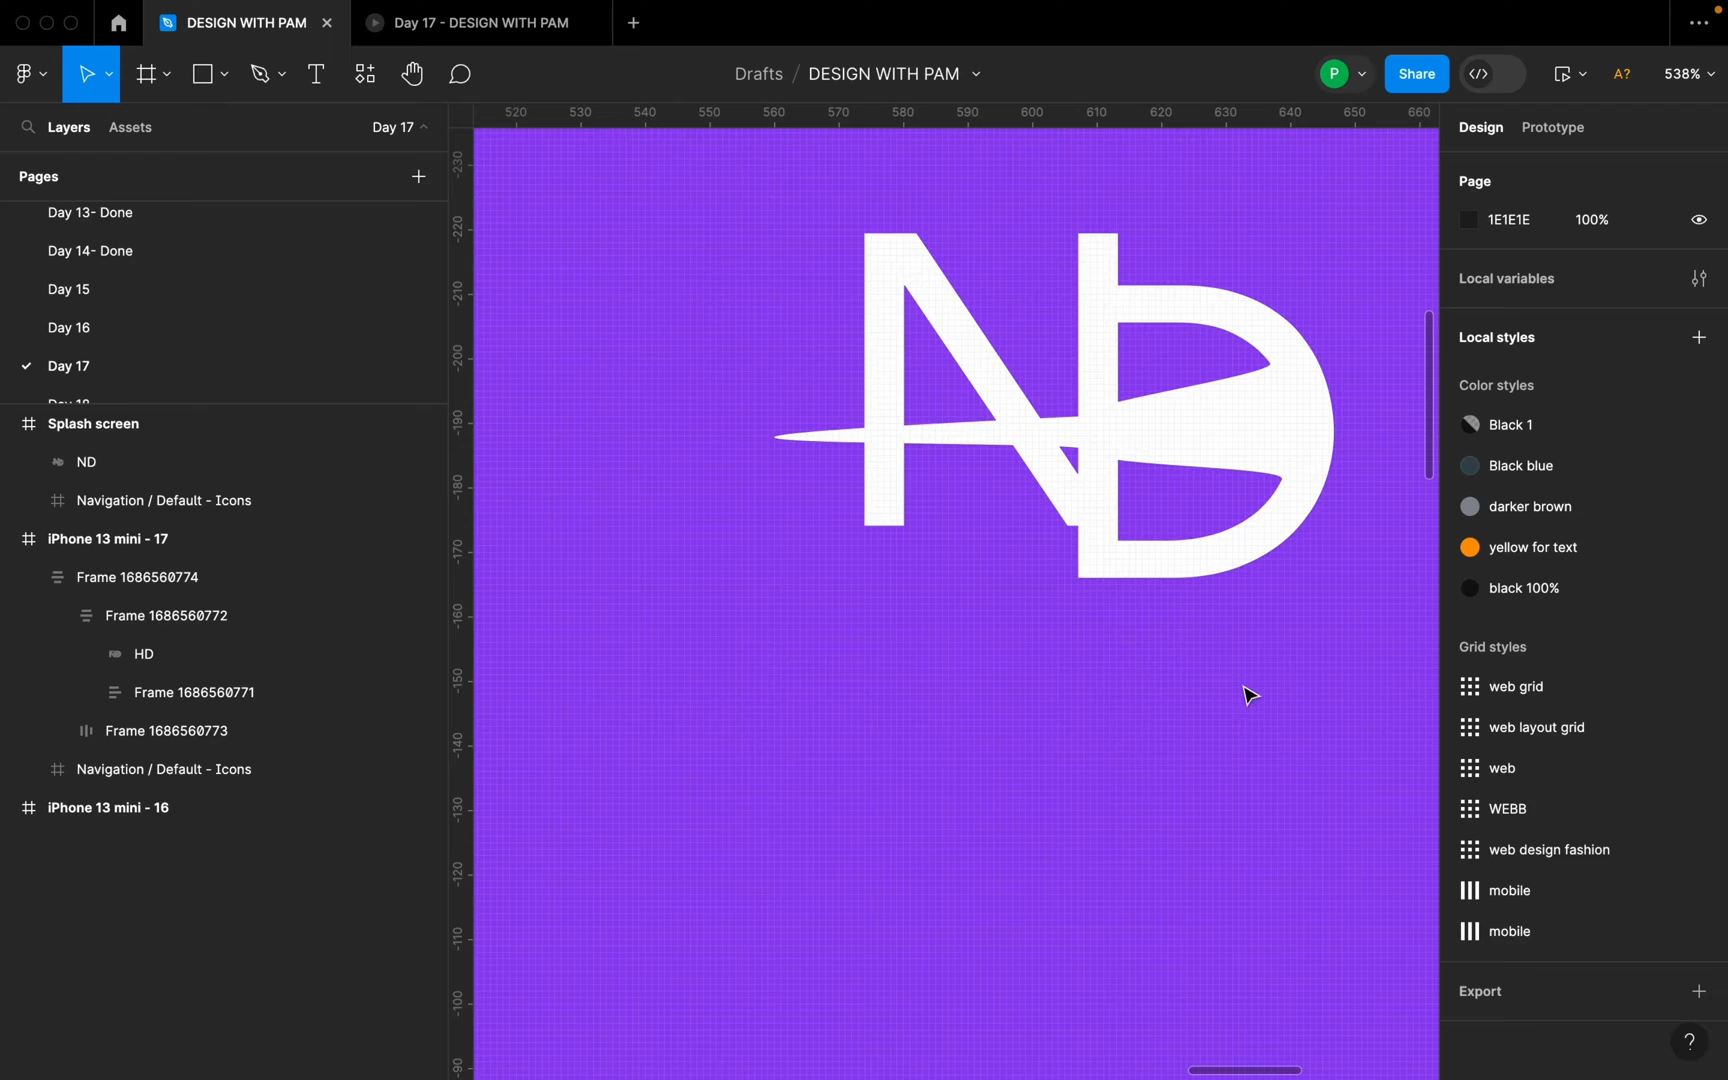 DESIGN WITH PAM
Day 17 - DESIGN WITH PAM
Drafts / DESIGN WITH PAM
P
Share
A?
538%
Layers
Assets
Day 17
Pages
Day 13- Done
Day 14- Done
Day 15
Day 16
Day 17
Splash screen
ND
Navigation / Default - Icons
iPhone 13 mini - 17
Frame 1686560774
Frame 1686560772
HD
Frame 1686560771
Frame 1686560773
Navigation / Default - Icons
iPhone 13 mini - 16
520 530 540 550 560 570 580 590 600 610 620 630 640 650 660
-230
-220
-210
-200
-190
-180
-170
-160
-150
-140
-130
-120
-110
-100
-90
ND
Design
Prototype
Page
1E1E1E
100%
Local variables
Local styles
Color styles
Black 1
Black blue
darker brown
yellow for text
black 100%
Grid styles
web grid
web layout grid
web
WEBB
web design fashion
mobile
mobile
Export
?